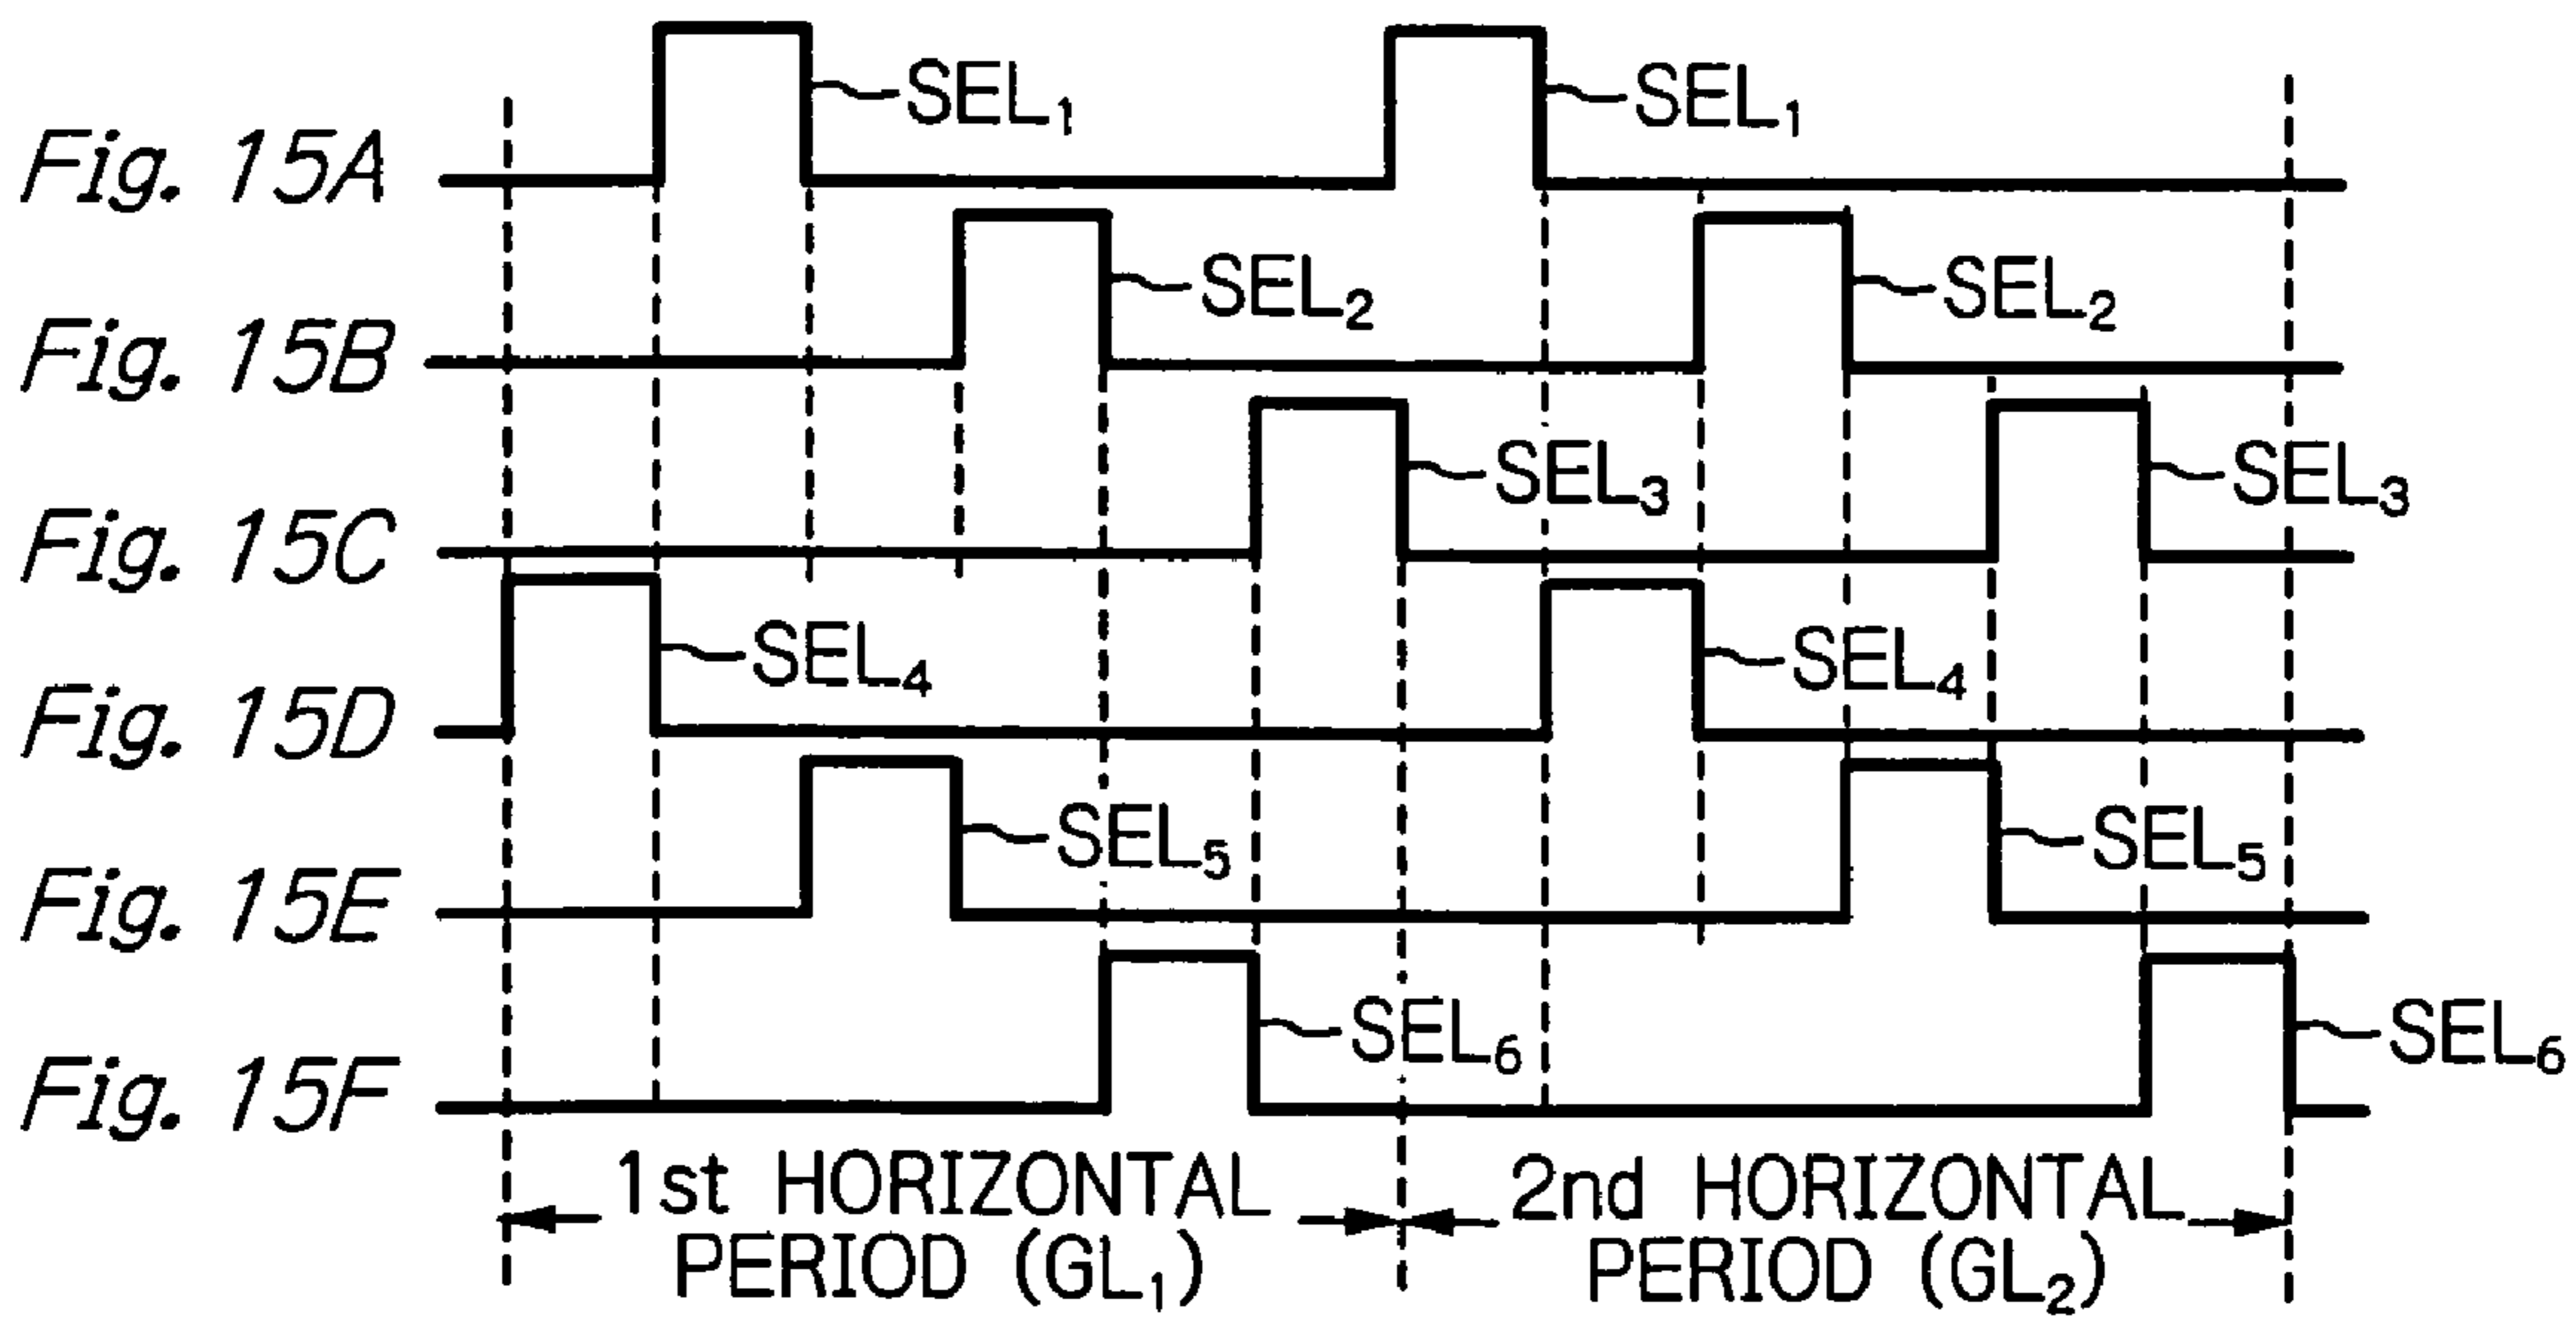 Fig. 15A SEL1 SEL1
Fig. 15B SEL2 SEL2
Fig. 15C SEL3 SEL3
Fig. 15D SEL4 SEL4
Fig. 15E SEL5 SEL5
Fig. 15F SEL6 SEL6
1st HORIZONTAL PERIOD (GL1)
2nd HORIZONTAL PERIOD (GL2)